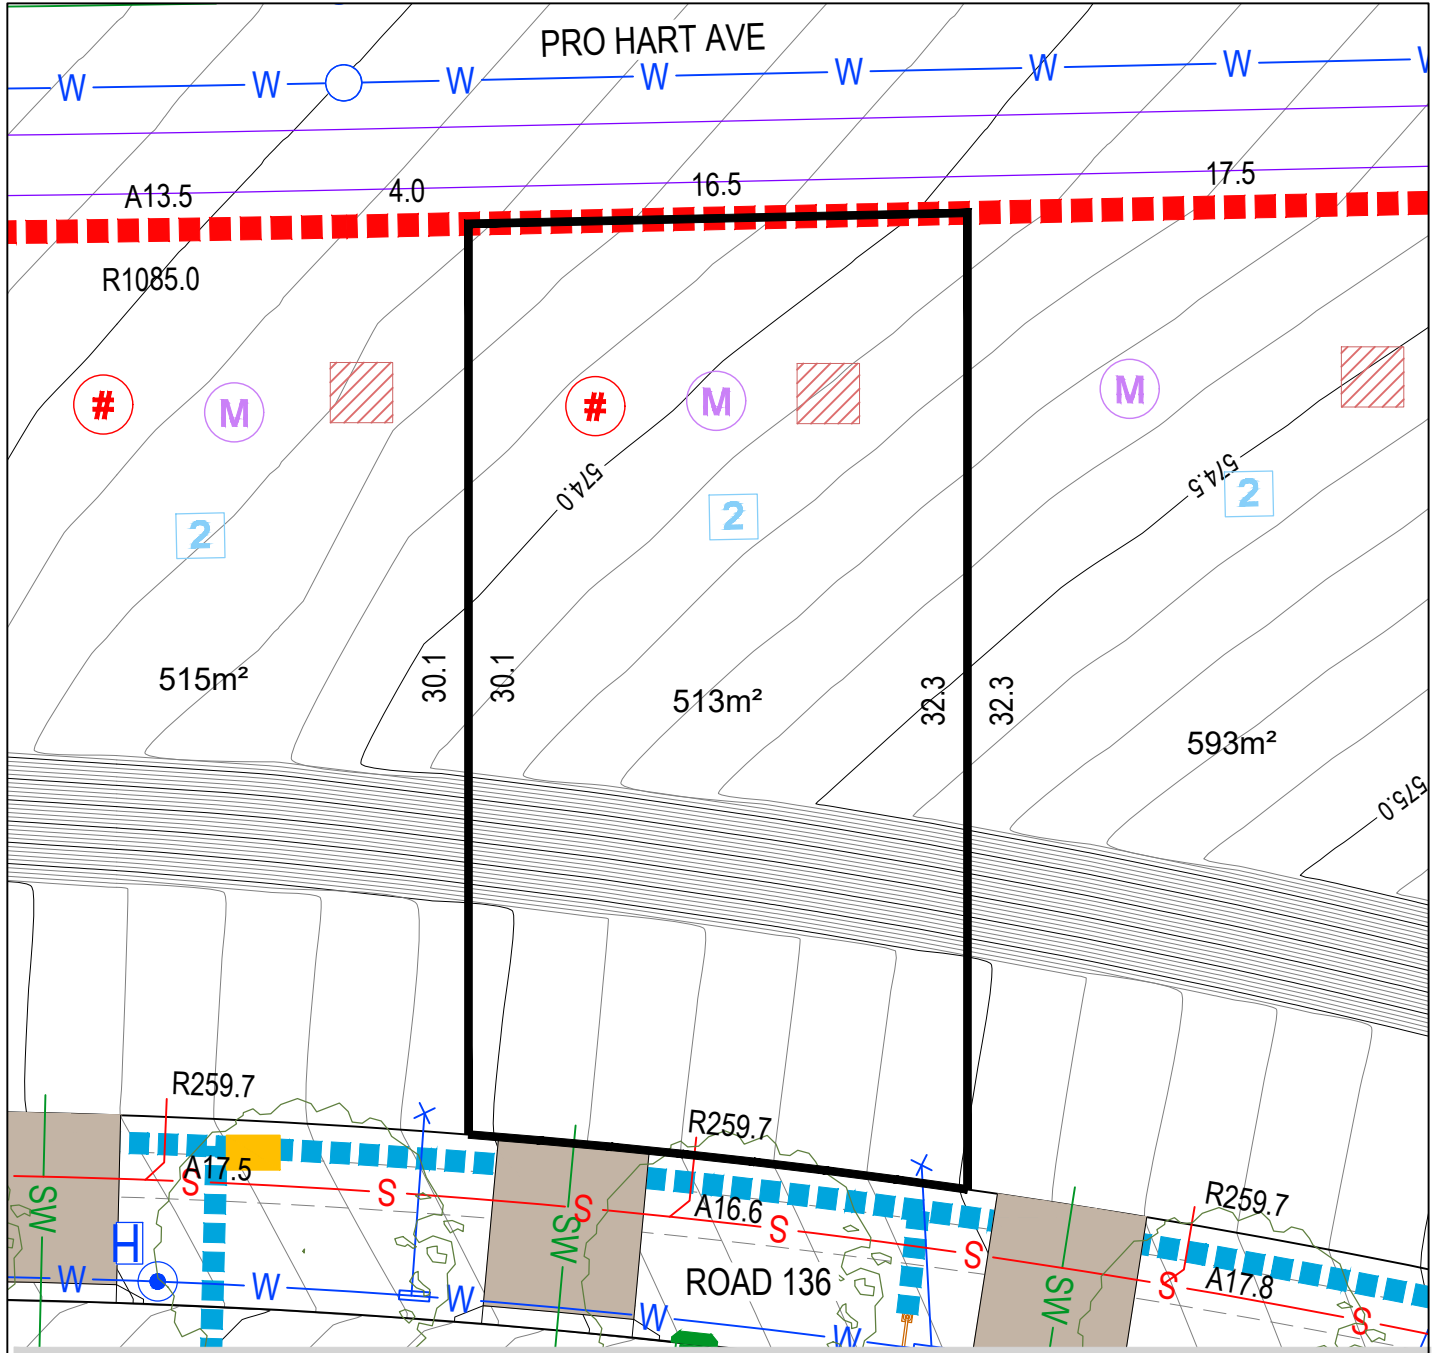 PRO HART AVE
W W W W W W W
A13.5 4.0 16.5 17.5
R1085.0
# M # M M
574.0 574.5
2 2 2
30.1 30.1 32.3 32.3
515m²
513m²
593m²
575.0
R259.7 R259.7 R259.7
A17.5 A16.6 A17.8
S S S S S S S
SW SW SW
H
ROAD 136
W W W W W